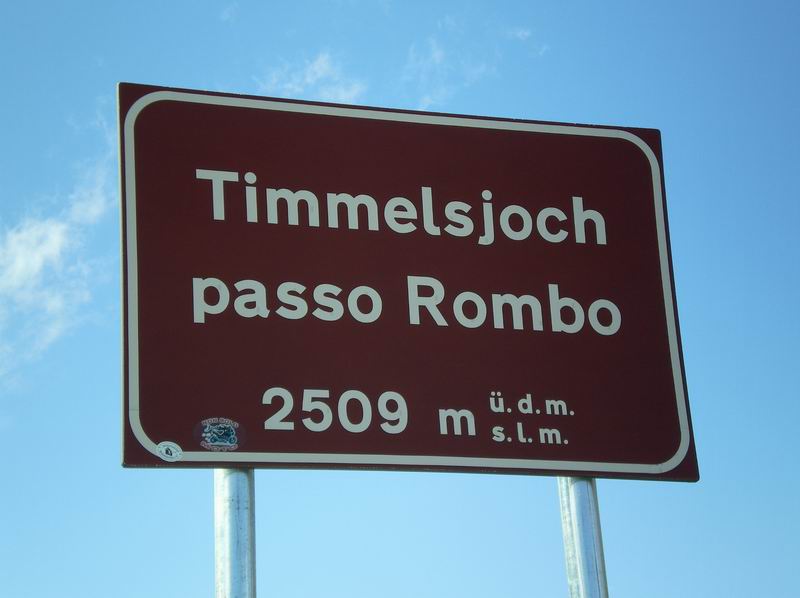 Timmelsjoch
passo Rombo
2509 m ü.d.m.
s.l.m.